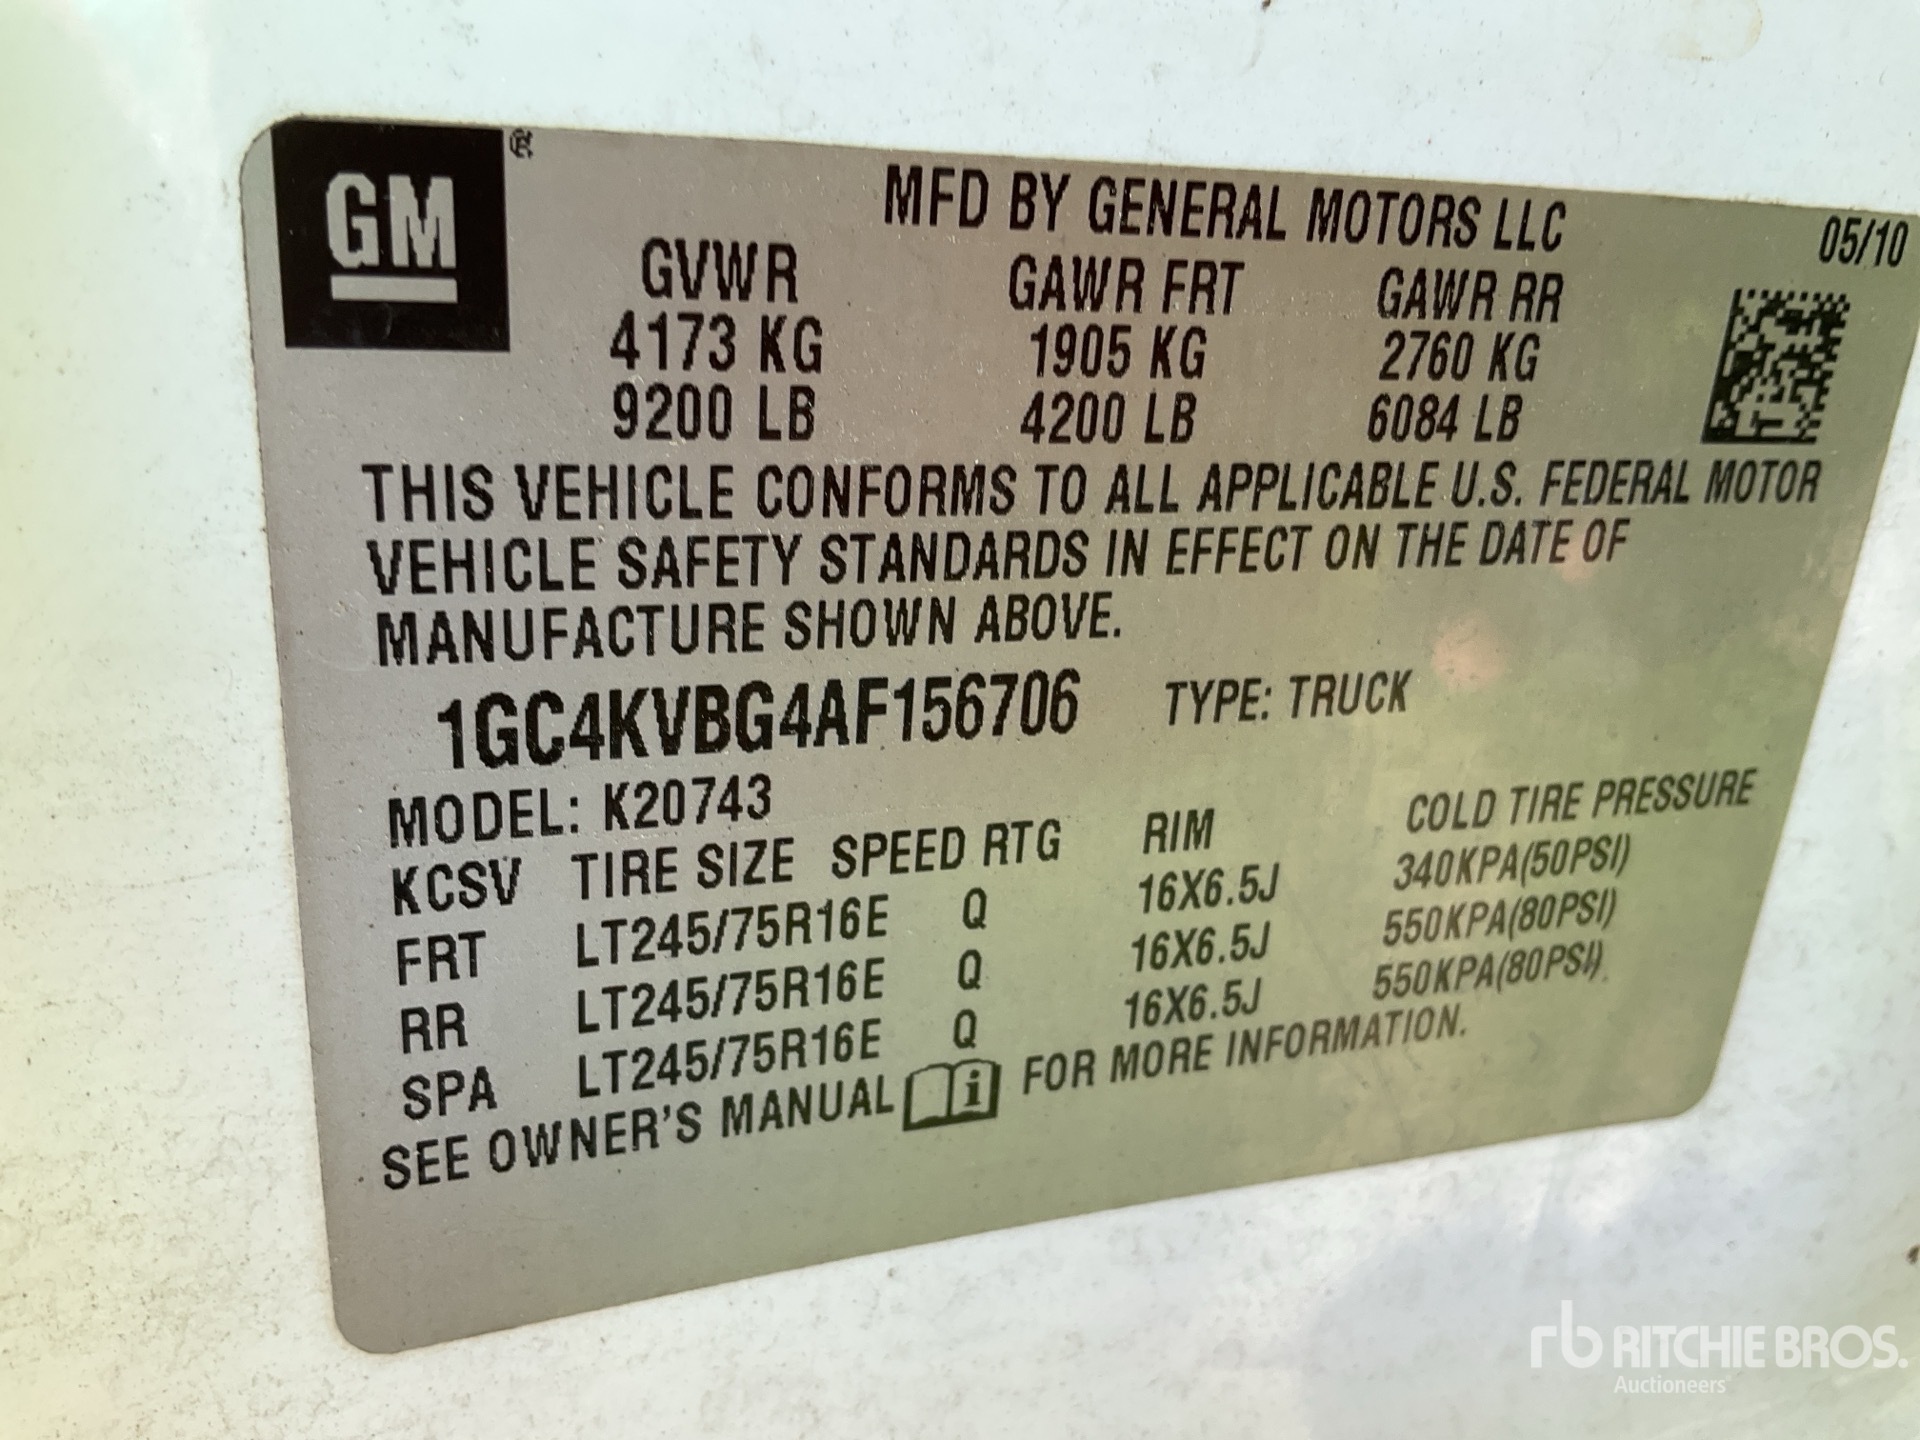 GM
MFD BY GENERAL MOTORS LLC
05/10
GVWR GAWR FRT GAWR RR
4173 KG 1905 KG 2760 KG
9200 LB 4200 LB 6084 LB
THIS VEHICLE CONFORMS TO ALL APPLICABLE U.S. FEDERAL MOTOR
VEHICLE SAFETY STANDARDS IN EFFECT ON THE DATE OF
MANUFACTURE SHOWN ABOVE.
1GC4KVBG4AF156706 TYPE: TRUCK
MODEL: K20743
KCSV TIRE SIZE SPEED RTG RIM COLD TIRE PRESSURE
FRT LT245/75R16E Q 16X6.5J 340KPA(50PSI)
RR LT245/75R16E Q 16X6.5J 550KPA(80PSI)
SPA LT245/75R16E Q 16X6.5J 550KPA(80PSI)
SEE OWNER'S MANUAL i FOR MORE INFORMATION.
rb RITCHIE BROS.
Auctioneers